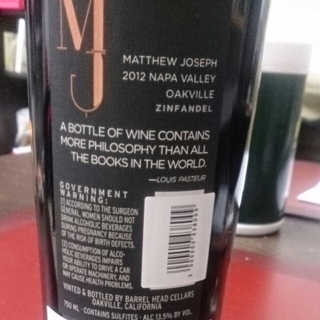 MJ
MATTHEW JOSEPH
2012 NAPA VALLEY
OAKVILLE
ZINFANDEL
A BOTTLE OF WINE CONTAINS
MORE PHILOSOPHY THAN ALL
THE BOOKS IN THE WORLD.
—LOUIS PASTEUR
GOVERNMENT
WARNING:
(1) ACCORDING TO THE SURGEON
GENERAL, WOMEN SHOULD NOT
DRINK ALCOHOLIC BEVERAGES
DURING PREGNANCY BECAUSE
OF THE RISK OF BIRTH DEFECTS.
(2) CONSUMPTION OF ALCO-
HOLIC BEVERAGES IMPAIRS
YOUR ABILITY TO DRIVE A CAR
OR OPERATE MACHINERY, AND
MAY CAUSE HEALTH PROBLEMS.
VINTED & BOTTLED BY BARREL HEAD CELLARS
OAKVILLE, CALIFORNIA
750 ML · CONTAINS SULFITES · ALC 13.5% BY VOL.